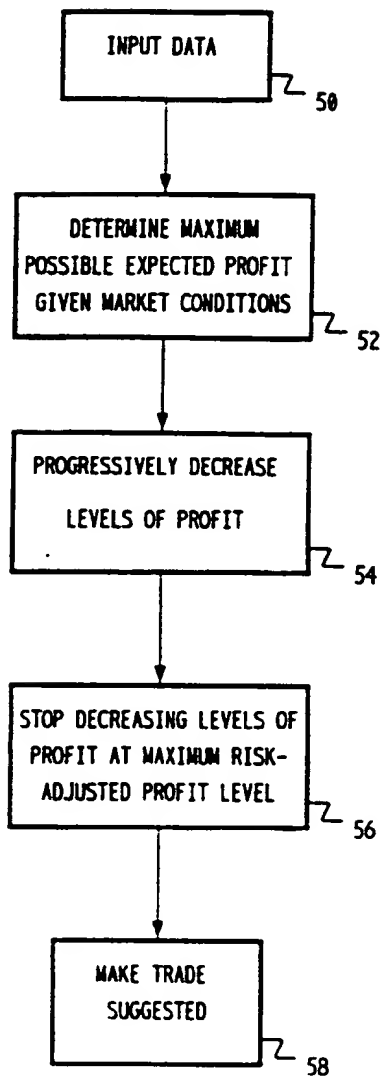 INPUT DATA
50
DETERMINE MAXIMUM
POSSIBLE EXPECTED PROFIT
GIVEN MARKET CONDITIONS
52
PROGRESSIVELY DECREASE
LEVELS OF PROFIT
54
STOP DECREASING LEVELS OF
PROFIT AT MAXIMUM RISK-
ADJUSTED PROFIT LEVEL
56
MAKE TRADE
SUGGESTED
58